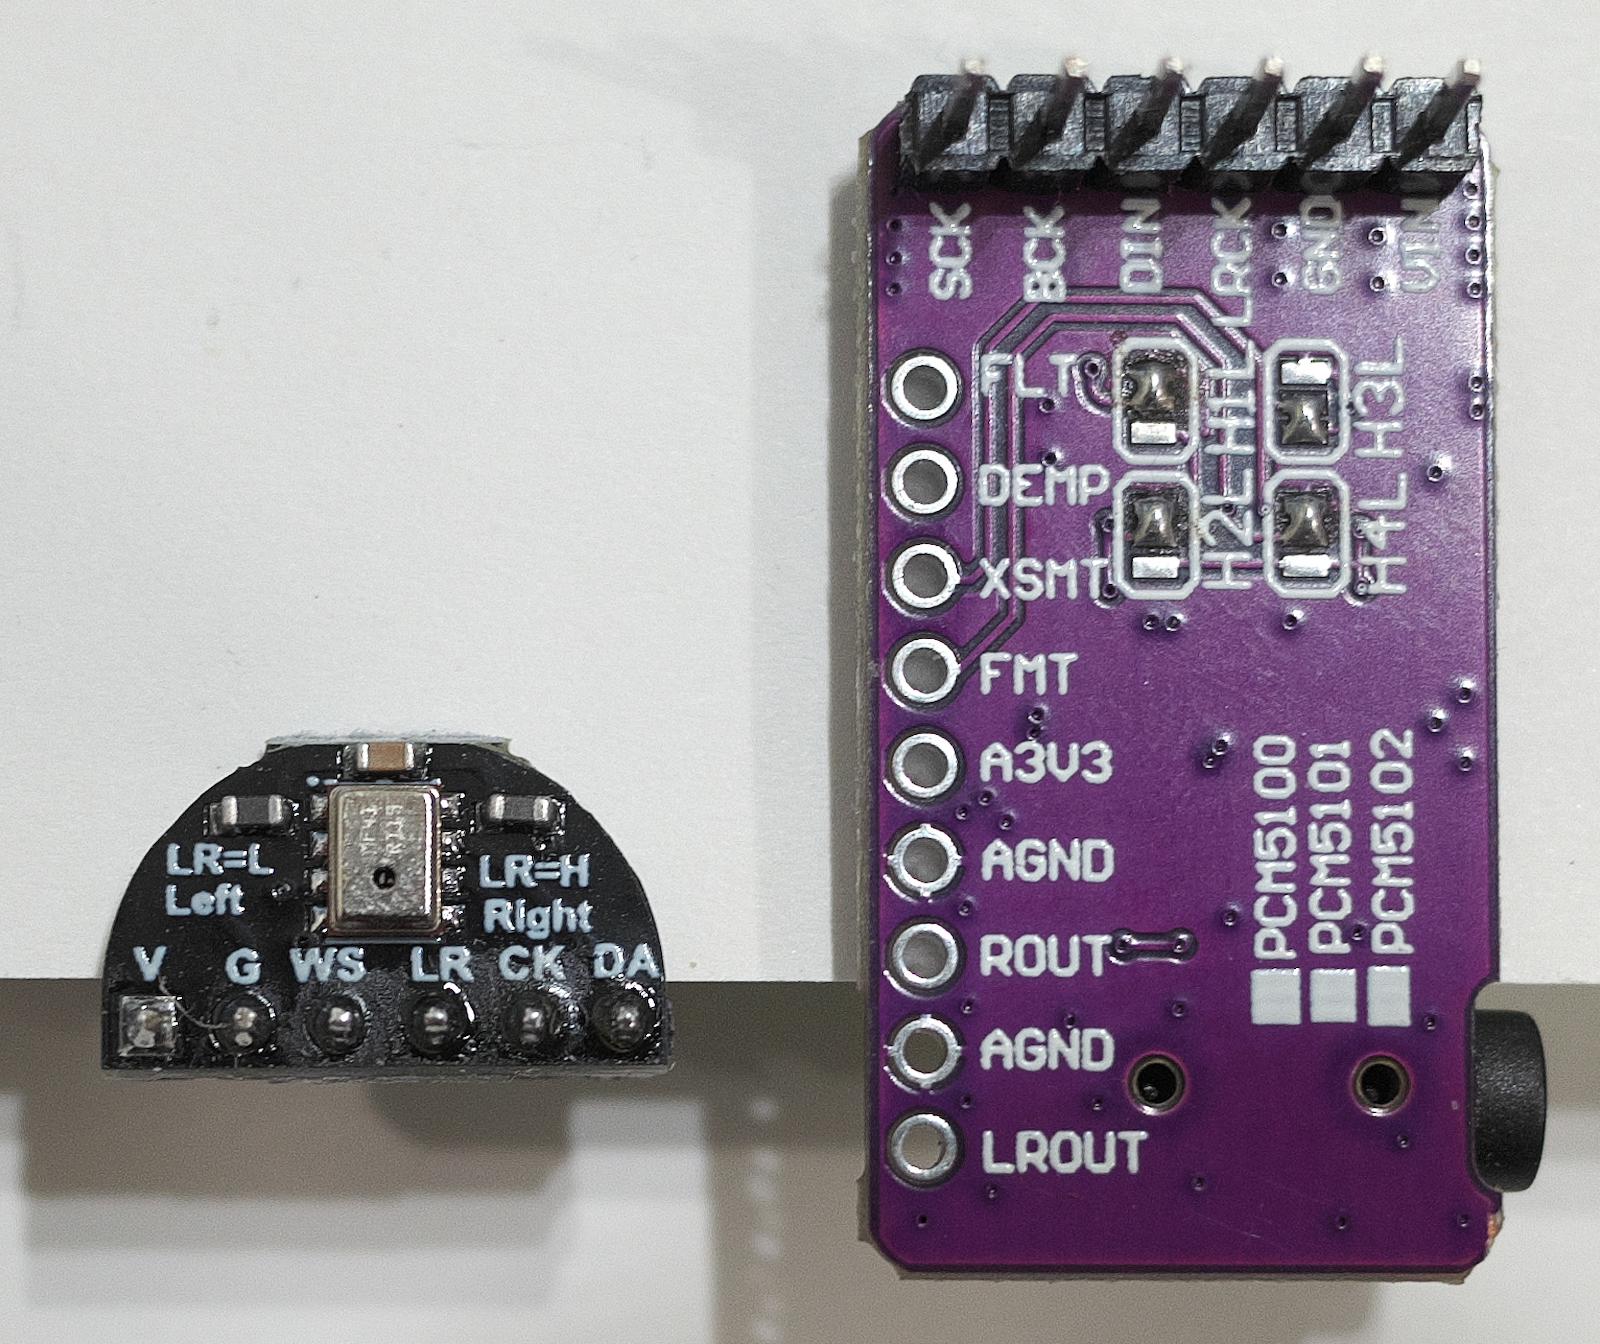 LR=L
Left
LR=H
Right
V G WS LR CK DA
SCK
BCK
DIN
LRCK
GND
VIN
FLT
DEMP
XSMT
FMT
A3V3
AGND
ROUT
AGND
LROUT
H1L
H2L
H3L
H4L
PCM5100
PCM5101
PCM5102